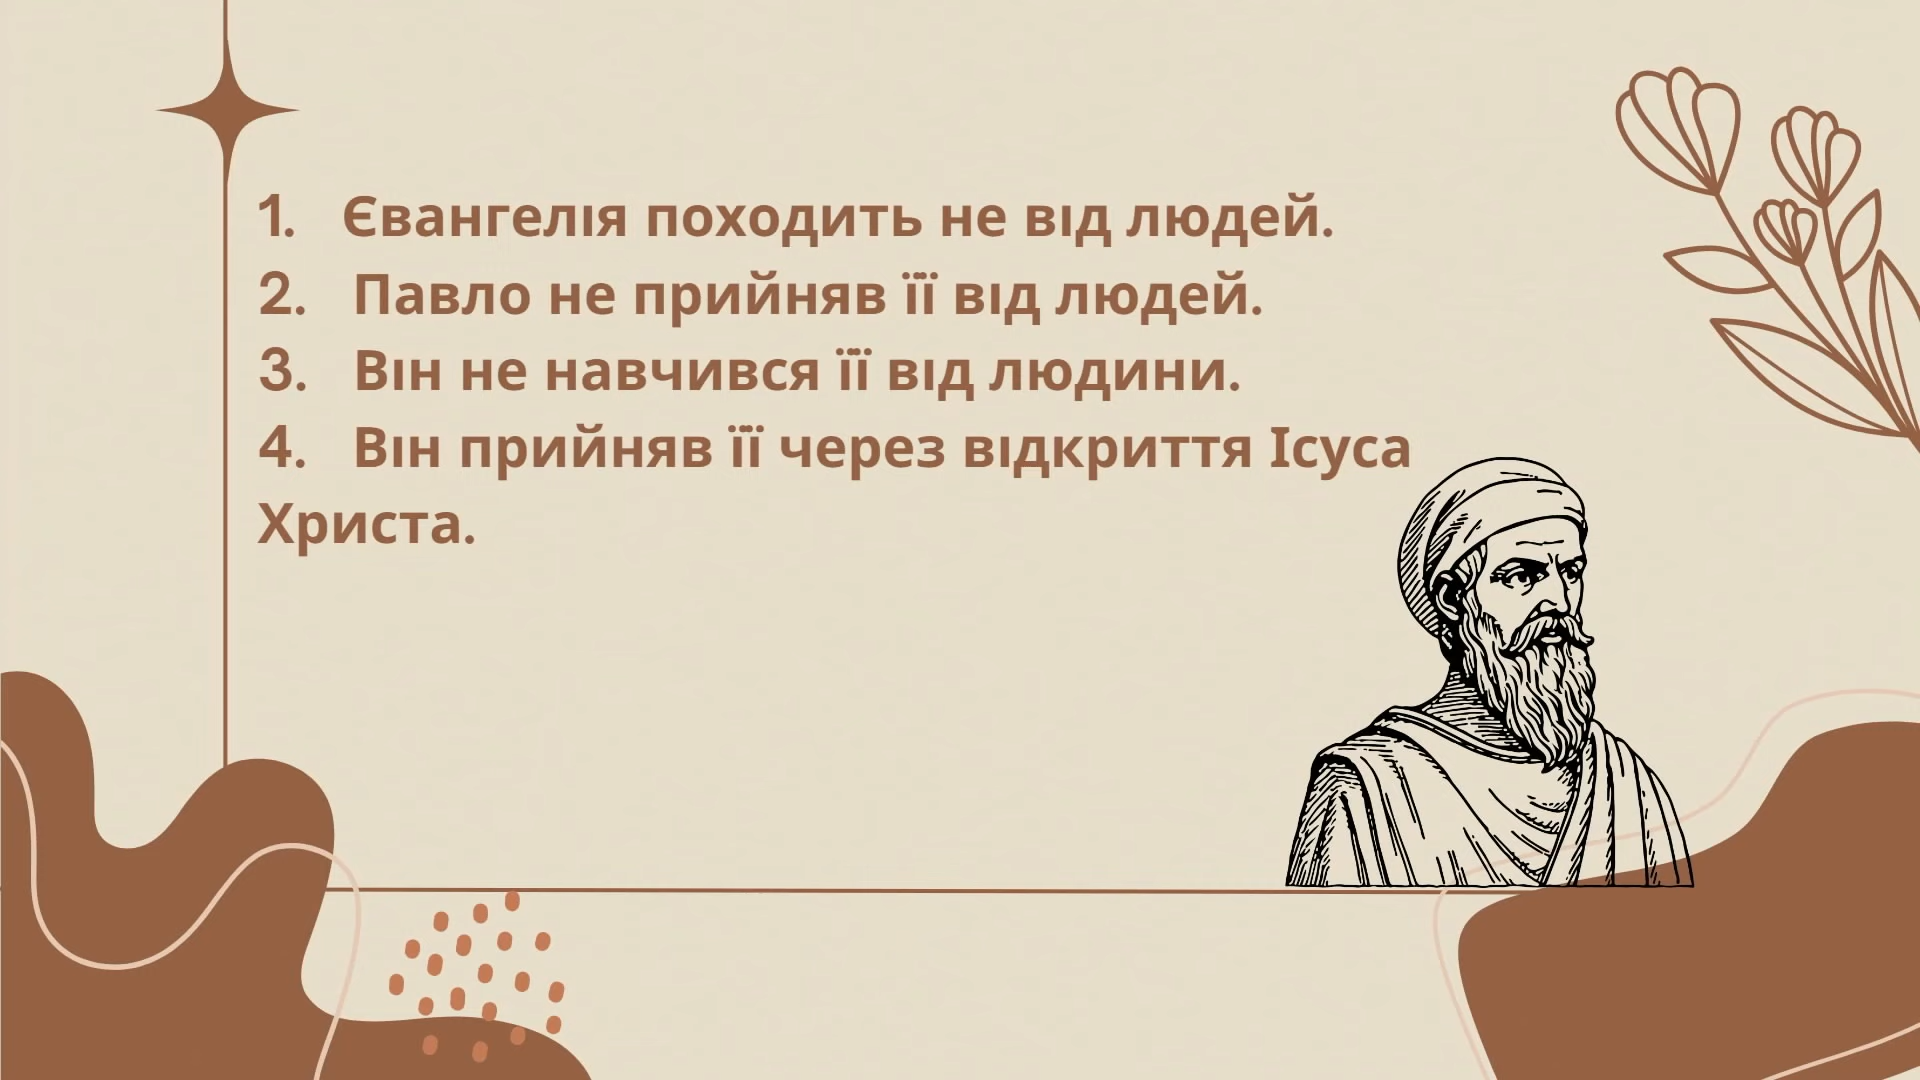 1. Євангелія походить не від людей.
2. Павло не прийняв її від людей.
3. Він не навчився її від людини.
4. Він прийняв її через відкриття Ісуса
Христа.